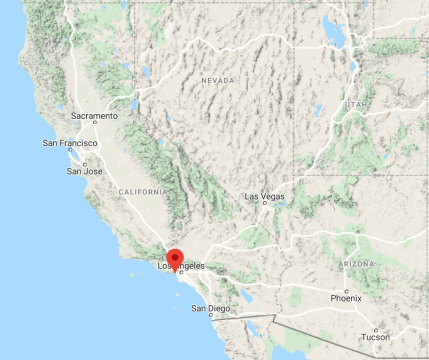 NEVADA
UTAH
Sacramento
San Francisco
San Jose
CALIFORNIA
Las Vegas
Los Angeles
ARIZONA
Phoenix
San Diego
Tucson